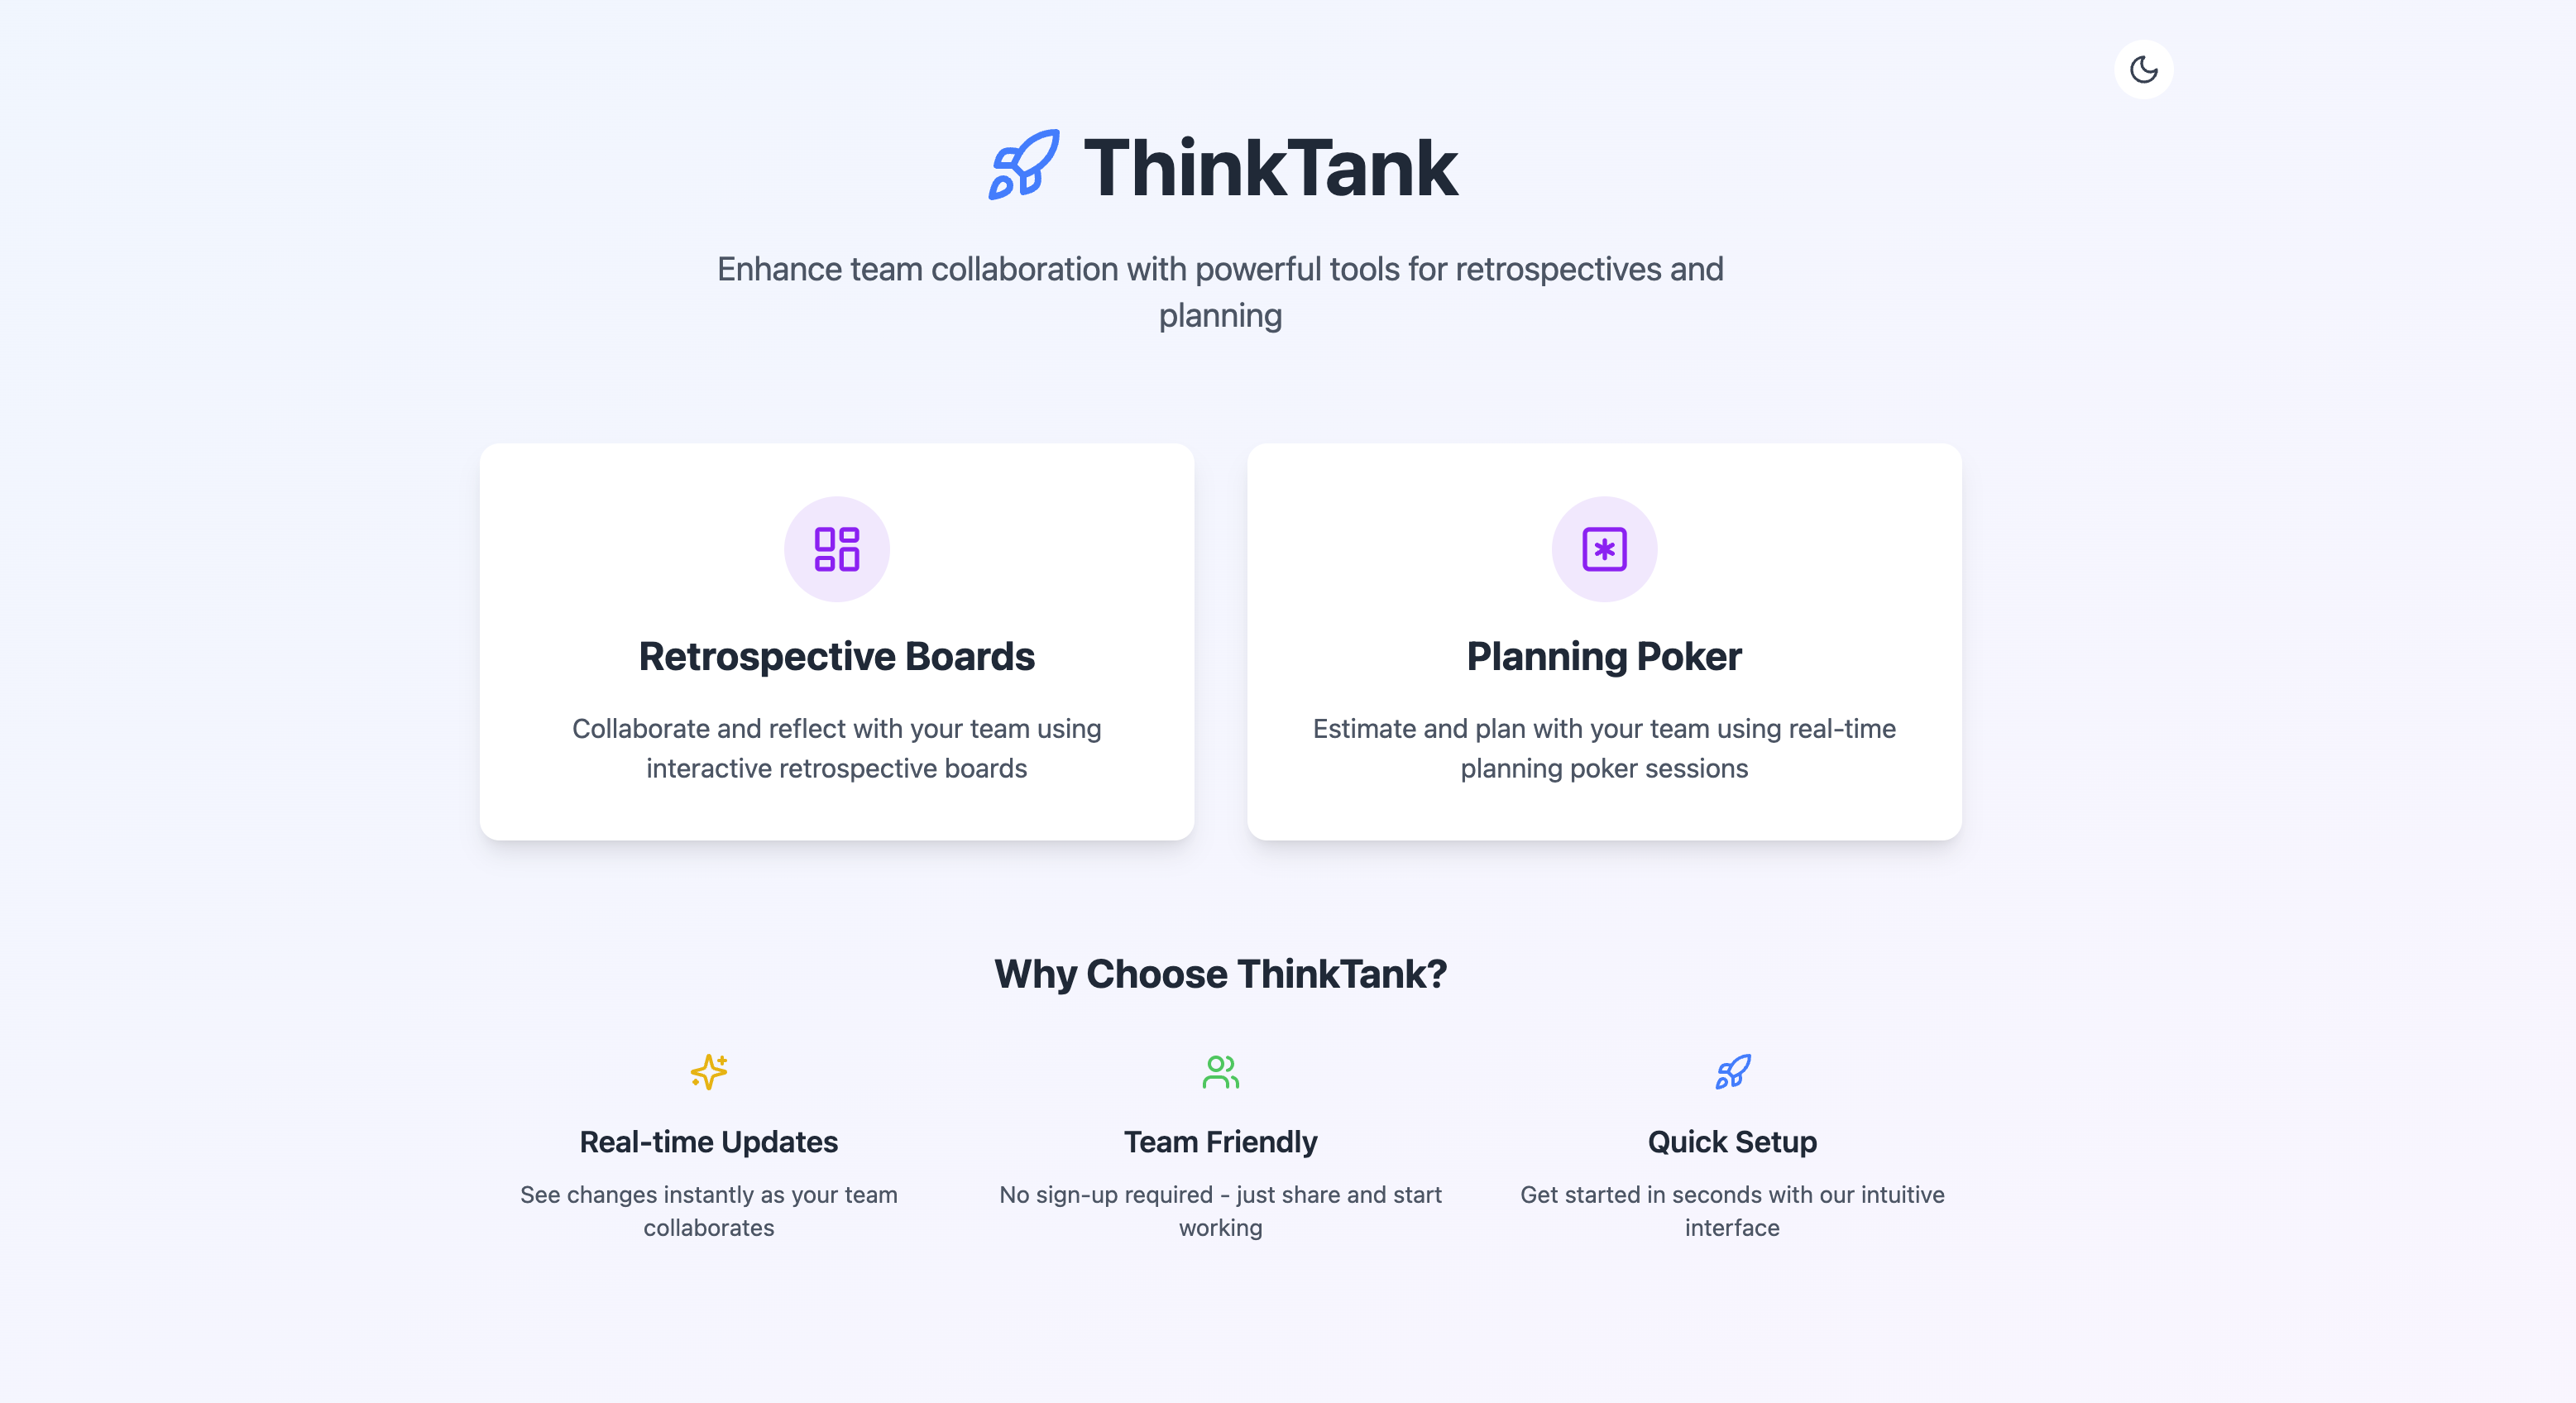 ThinkTank
Enhance team collaboration with powerful tools for retrospectives and
planning
Retrospective Boards
Collaborate and reflect with your team using
interactive retrospective boards
Planning Poker
Estimate and plan with your team using real-time
planning poker sessions
Why Choose ThinkTank?
Real-time Updates
See changes instantly as your team
collaborates
Team Friendly
No sign-up required - just share and start
working
Quick Setup
Get started in seconds with our intuitive
interface